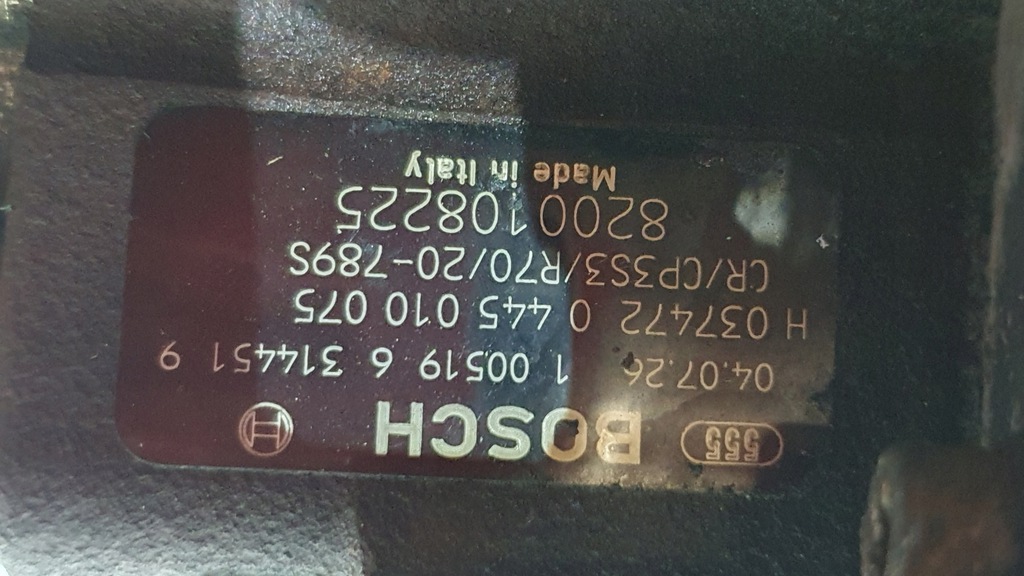 555 BOSCH
04.07.26 1 00519 6 314451 9
H 037472 0 445 010 075
CR/CP3S3/R70/20-789S
8200108225
Made in Italy